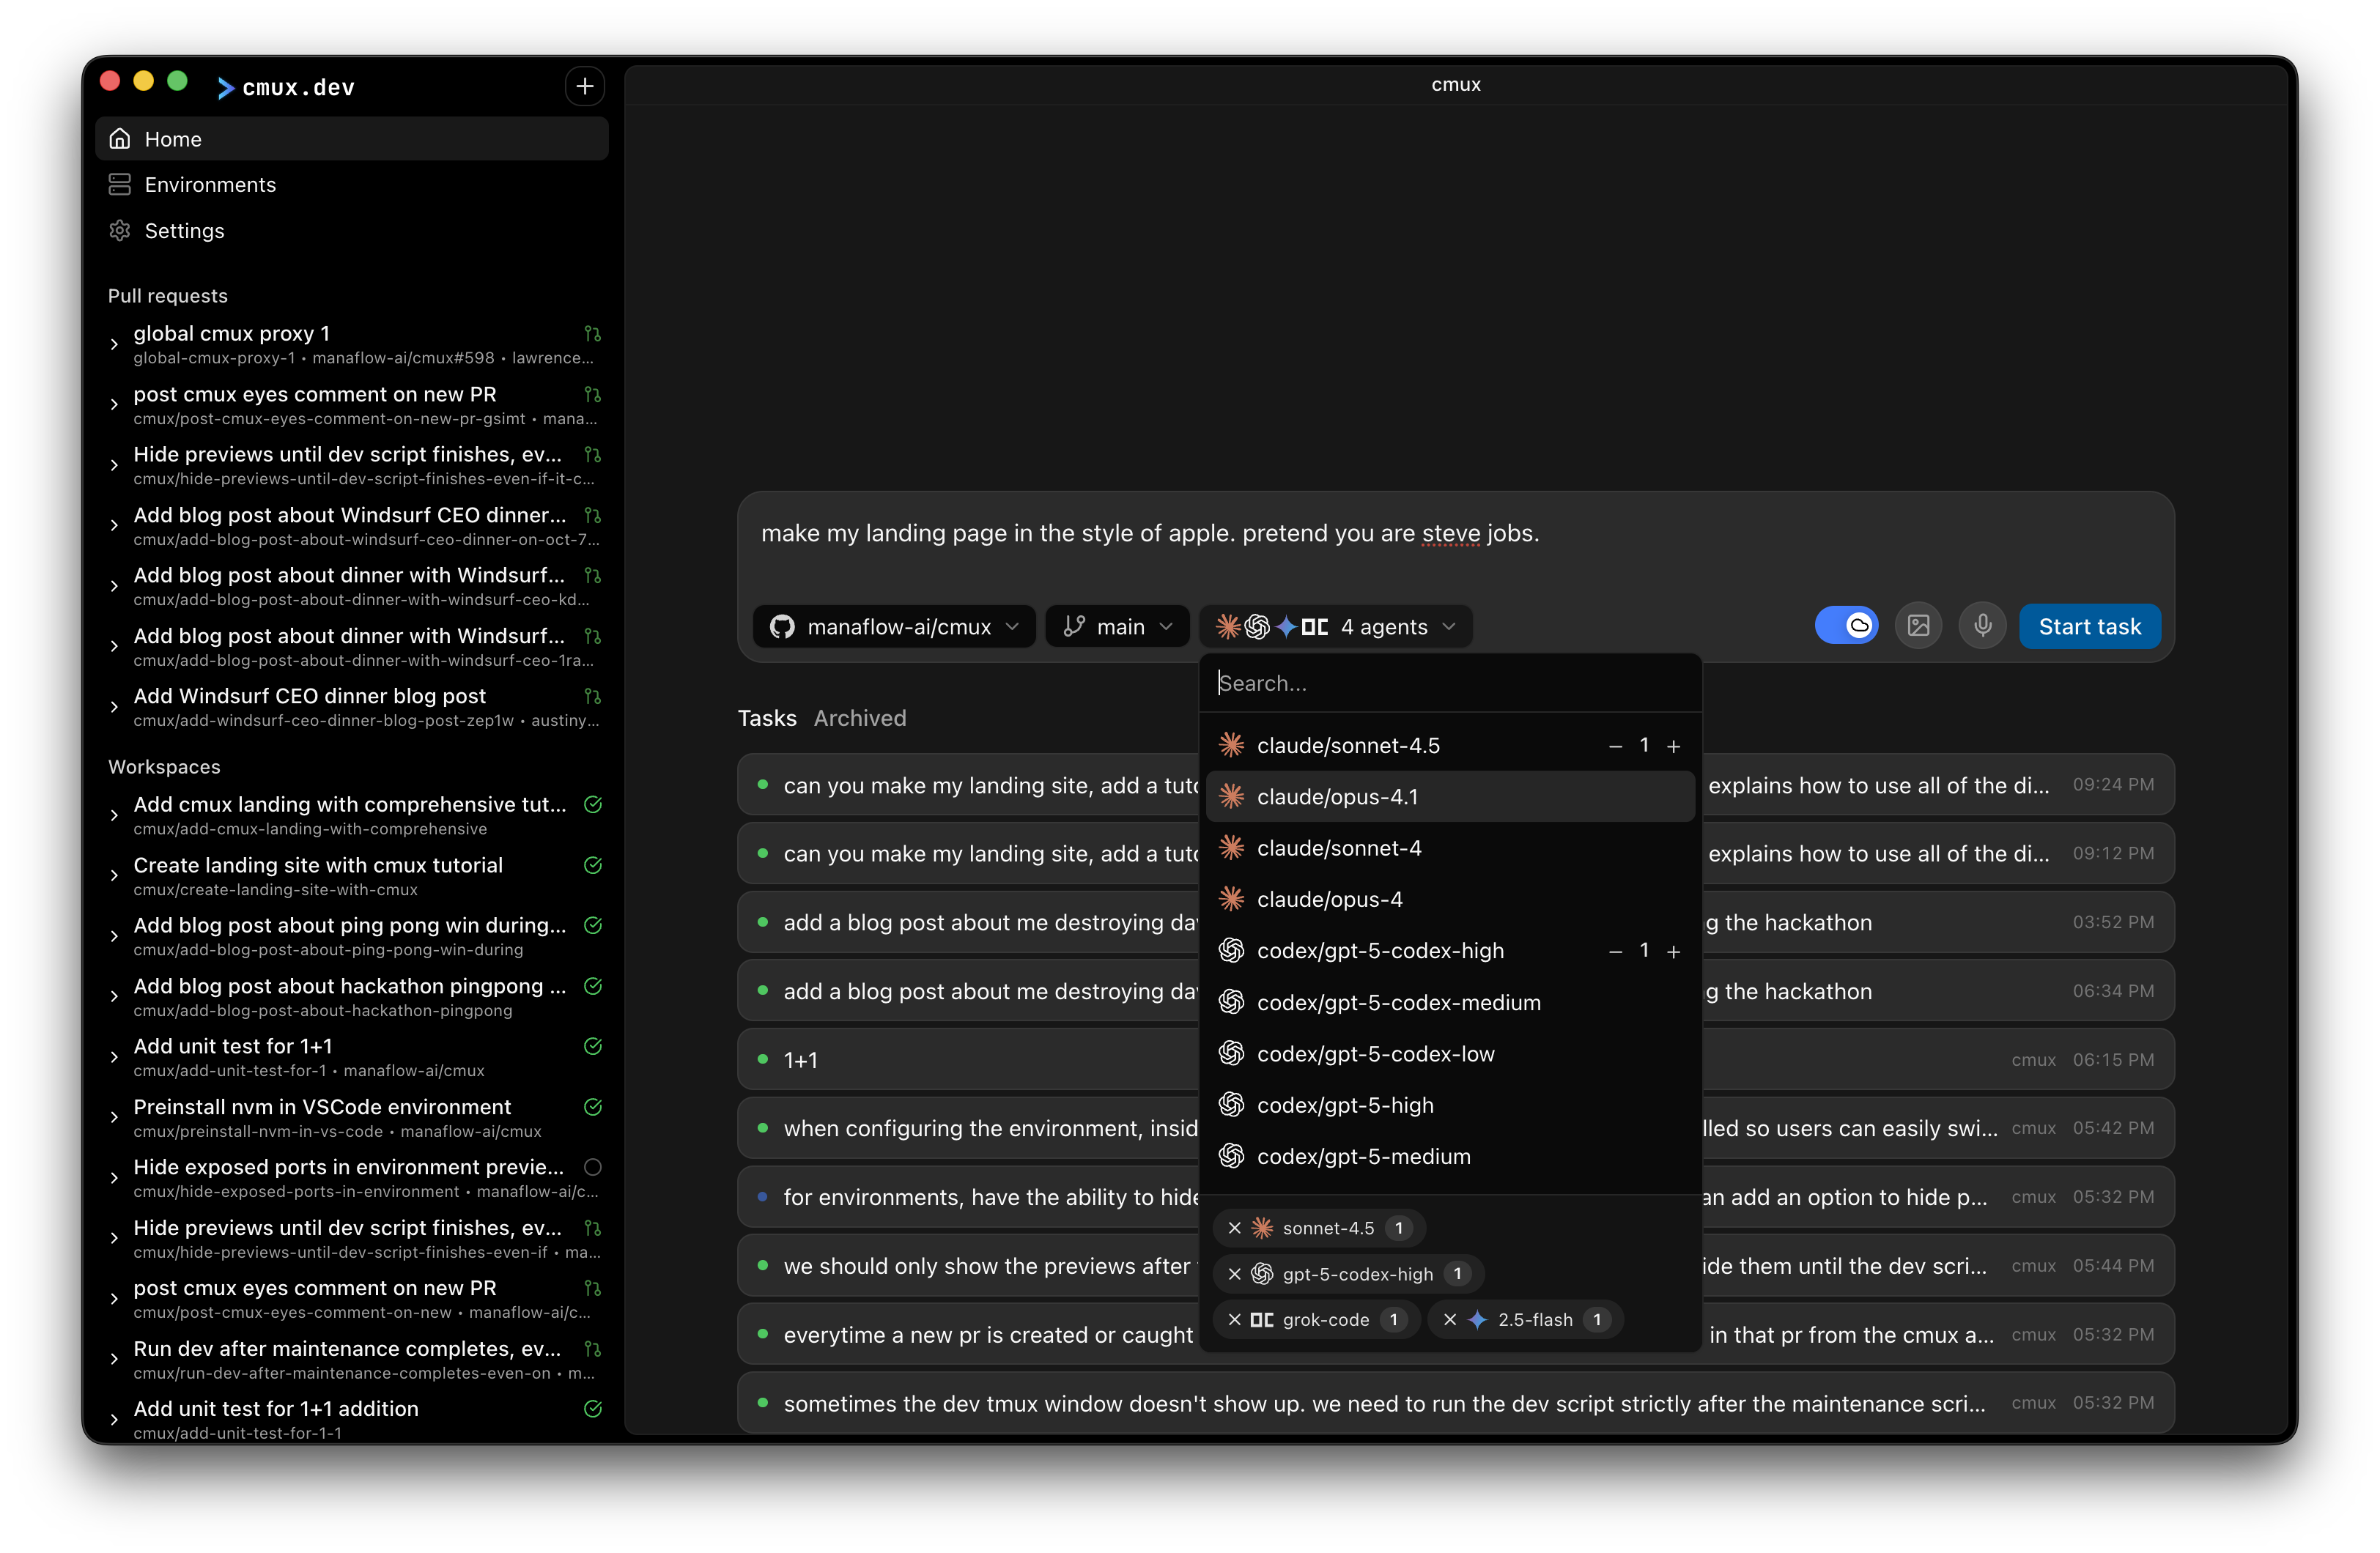 cmux.dev
Home
Environments
Settings
Pull requests
global cmux proxy 1
global-cmux-proxy-1 • manaflow-ai/cmux#598 • lawrence...
post cmux eyes comment on new PR
cmux/post-cmux-eyes-comment-on-new-pr-gsimt • mana...
Hide previews until dev script finishes, ev...
cmux/hide-previews-until-dev-script-finishes-even-if-it-c...
Add blog post about Windsurf CEO dinner...
cmux/add-blog-post-about-windsurf-ceo-dinner-on-oct-7...
Add blog post about dinner with Windsurf...
cmux/add-blog-post-about-dinner-with-windsurf-ceo-kd...
Add blog post about dinner with Windsurf...
cmux/add-blog-post-about-dinner-with-windsurf-ceo-1ra...
Add Windsurf CEO dinner blog post
cmux/add-windsurf-ceo-dinner-blog-post-zep1w • austiny...
Workspaces
Add cmux landing with comprehensive tut...
cmux/add-cmux-landing-with-comprehensive
Create landing site with cmux tutorial
cmux/create-landing-site-with-cmux
Add blog post about ping pong win during...
cmux/add-blog-post-about-ping-pong-win-during
Add blog post about hackathon pingpong ...
cmux/add-blog-post-about-hackathon-pingpong
Add unit test for 1+1
cmux/add-unit-test-for-1 • manaflow-ai/cmux
Preinstall nvm in VSCode environment
cmux/preinstall-nvm-in-vs-code • manaflow-ai/cmux
Hide exposed ports in environment previe...
cmux/hide-exposed-ports-in-environment • manaflow-ai/c...
Hide previews until dev script finishes, ev...
cmux/hide-previews-until-dev-script-finishes-even-if • ma...
post cmux eyes comment on new PR
cmux/post-cmux-eyes-comment-on-new • manaflow-ai/c...
Run dev after maintenance completes, ev...
cmux/run-dev-after-maintenance-completes-even-on • m...
Add unit test for 1+1 addition
cmux/add-unit-test-for-1-1
cmux
make my landing page in the style of apple. pretend you are steve jobs.
manaflow-ai/cmux main 4 agents Start task
Tasks Archived
can you make my landing site, add a tuto explains how to use all of the di... 09:24 PM
can you make my landing site, add a tuto explains how to use all of the di... 09:12 PM
add a blog post about me destroying da g the hackathon 03:52 PM
add a blog post about me destroying da g the hackathon 06:34 PM
1+1 cmux 06:15 PM
when configuring the environment, insid lled so users can easily swi... cmux 05:42 PM
for environments, have the ability to hide an add an option to hide p... cmux 05:32 PM
we should only show the previews after ide them until the dev scri... cmux 05:44 PM
everytime a new pr is created or caught in that pr from the cmux a... cmux 05:32 PM
sometimes the dev tmux window doesn't show up. we need to run the dev script strictly after the maintenance scri... cmux 05:32 PM
Search...
claude/sonnet-4.5 – 1 +
claude/opus-4.1
claude/sonnet-4
claude/opus-4
codex/gpt-5-codex-high – 1 +
codex/gpt-5-codex-medium
codex/gpt-5-codex-low
codex/gpt-5-high
codex/gpt-5-medium
sonnet-4.5 1
gpt-5-codex-high 1
grok-code 1 2.5-flash 1